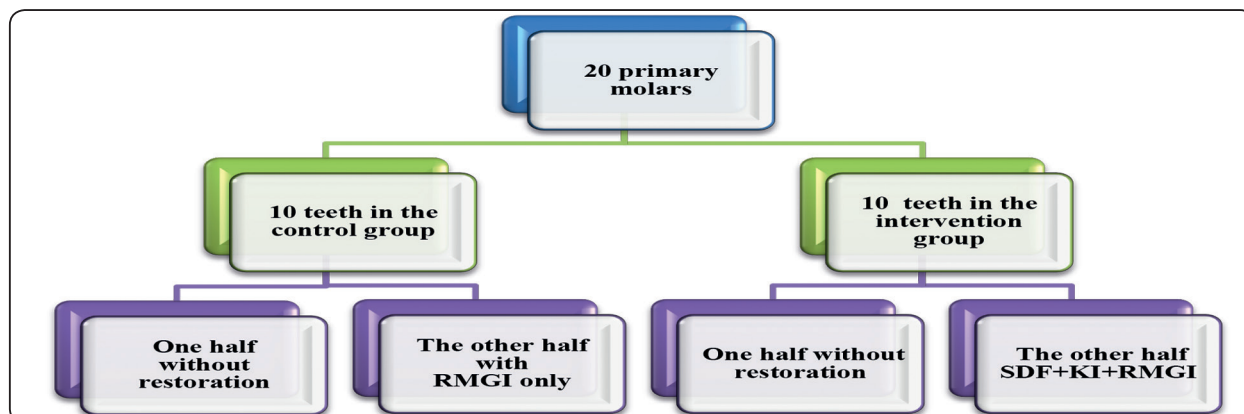 20 primary
molars
10 teeth in the
control group
10 teeth in the
intervention
group
One half
without
restoration
The other half
with
RMGI only
One half without
restoration
The other half
SDF+KI+RMGI